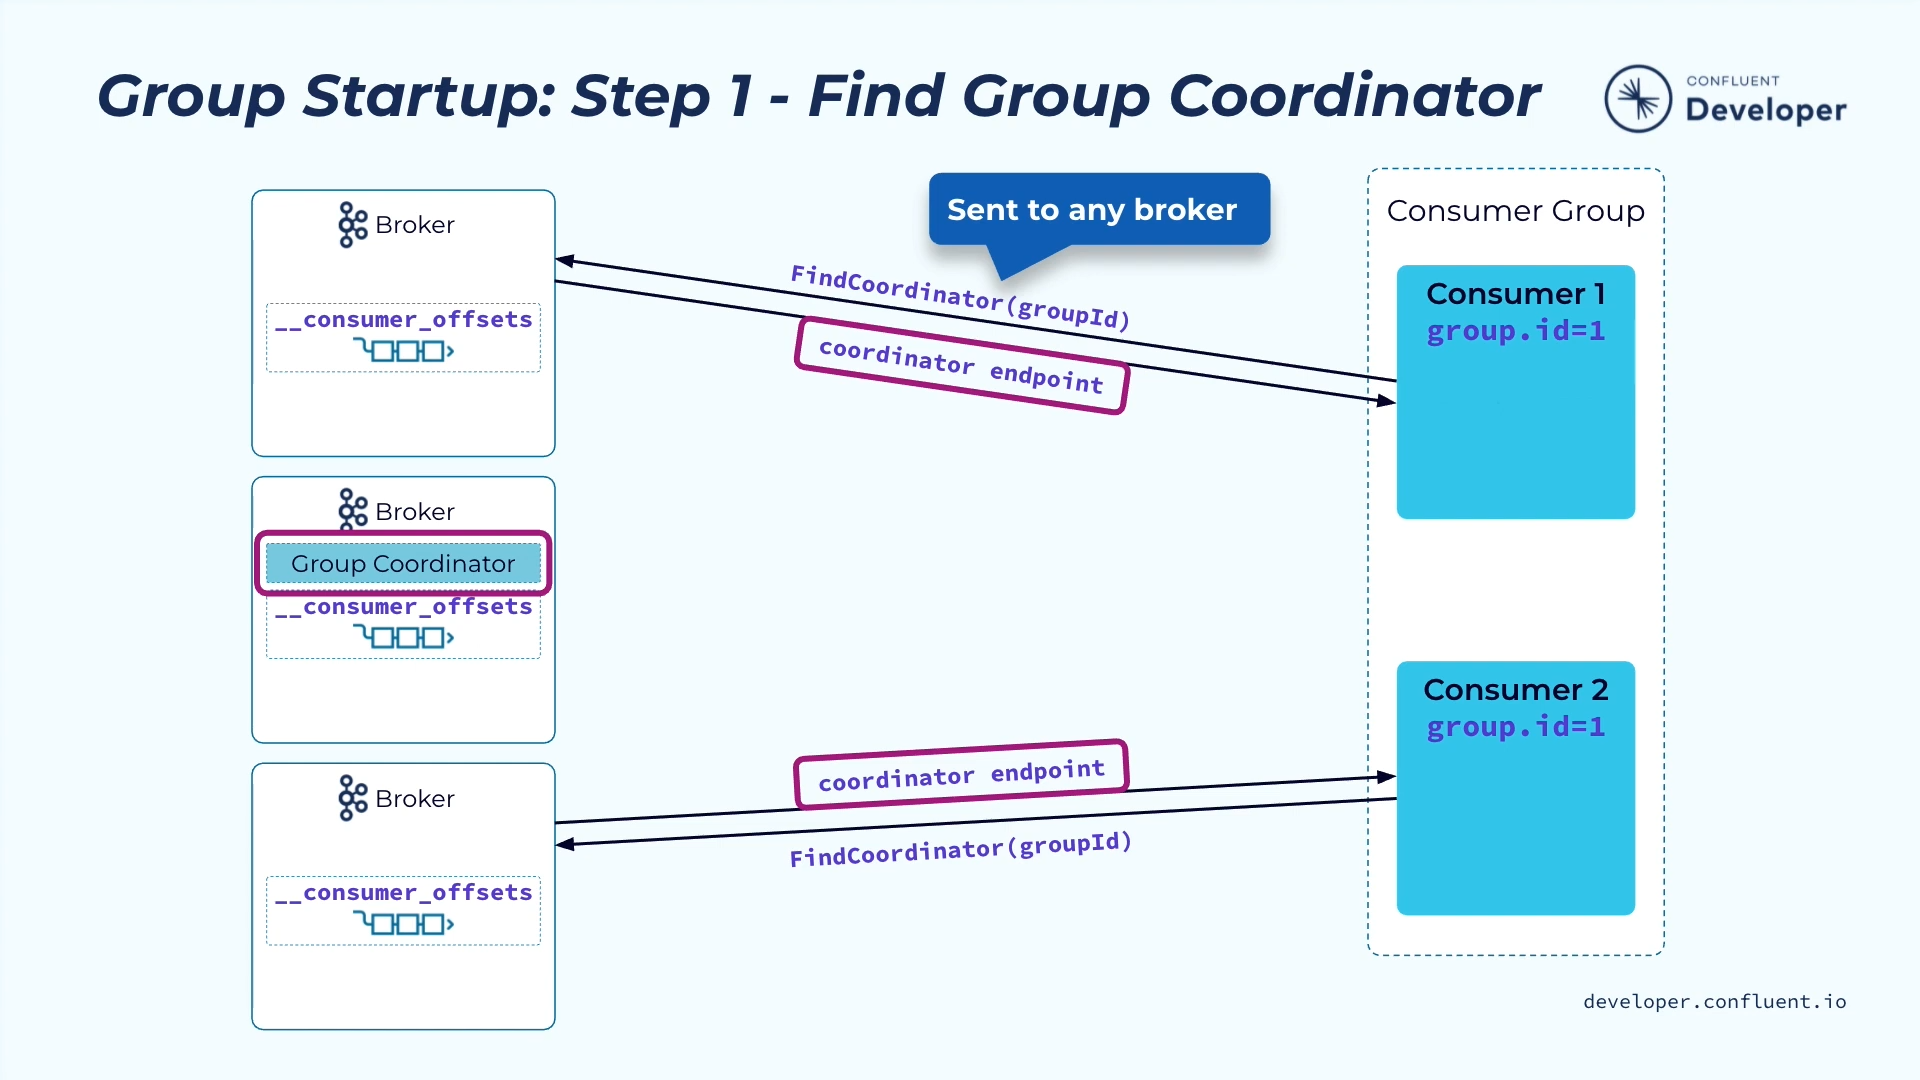 Group Startup: Step 1 - Find Group Coordinator
CONFLUENT
Developer
Broker
__consumer_offsets
Broker
Group Coordinator
__consumer_offsets
Broker
__consumer_offsets
Sent to any broker
FindCoordinator(groupId)
coordinator endpoint
coordinator endpoint
FindCoordinator(groupId)
Consumer Group
Consumer 1
group.id=1
Consumer 2
group.id=1
developer.confluent.io